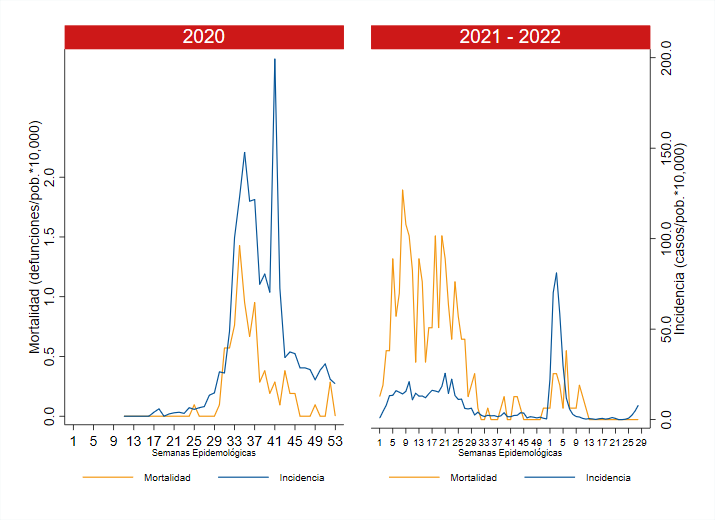 2020
2021 - 2022
Mortalidad (defunciones/pob.*10,000)
2.0
1.5
1.0
0.5
0.0
1 5 9 13 17 21 25 29 33 37 41 45 49 53
Semanas Epidemológicas
Mortalidad Incidencia
200.0
150.0
100.0
50.0
0.0
Incidencia (casos/pob.*10,000)
1 5 9 13 17 21 25 29 33 37 41 45 49 1 5 9 13 17 21 25 29
Semanas Epidemológicas
Mortalidad Incidencia